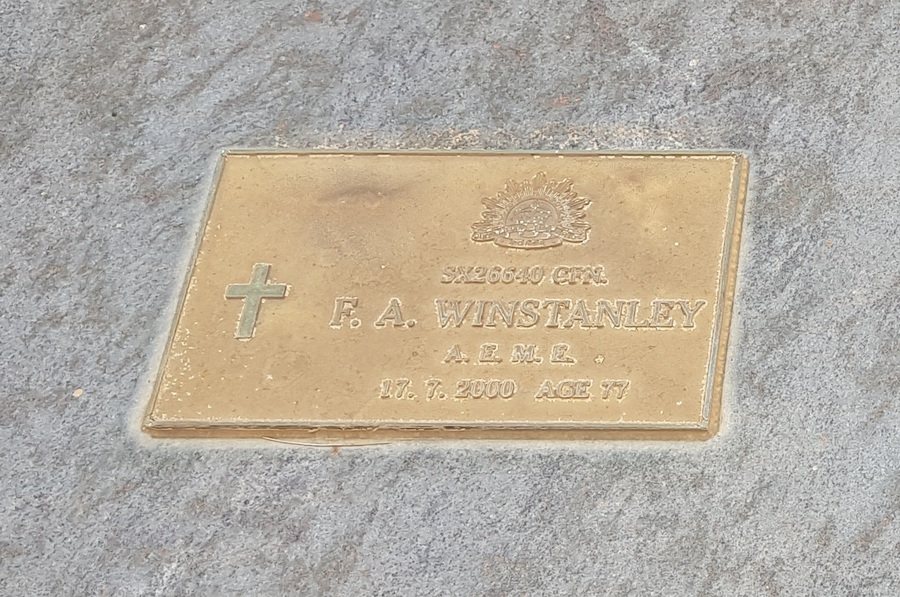 SX26640 CFN.
F. A. WINSTANLEY
A. E. M. E.
17. 7. 2000 AGE 77